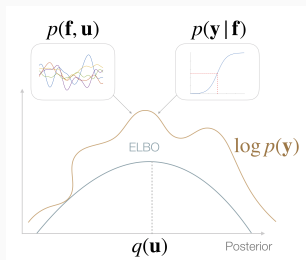 p(f, u) p(y | f)
log p(y)
ELBO
q(u) Posterior